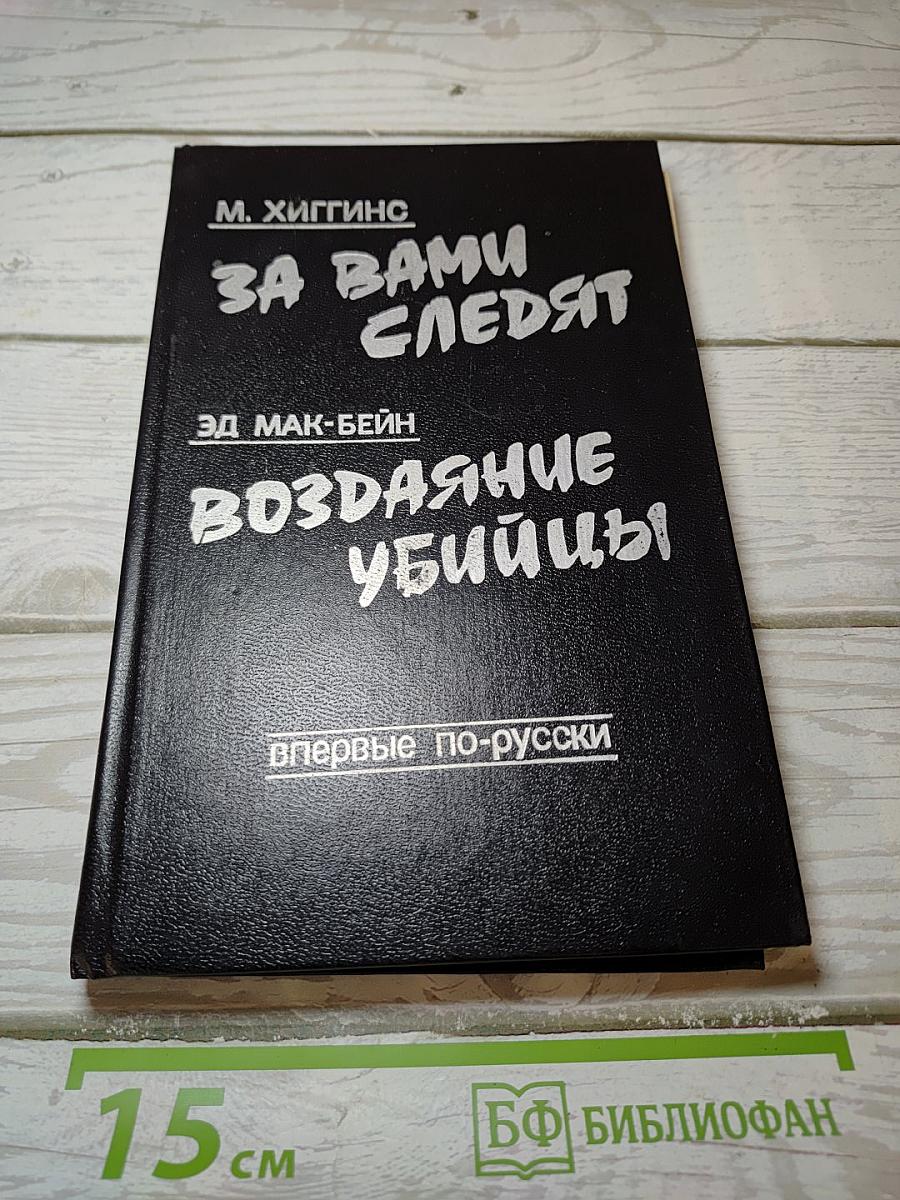 М. ХИГГИНС
ЗА ВАМИ
СЛЕДЯТ
ЭД МАК-БЕЙН
ВОЗДАЯНИЕ
УБИЙЦЫ
впервые по-русски
15 см
БФ БИБЛИОФАН